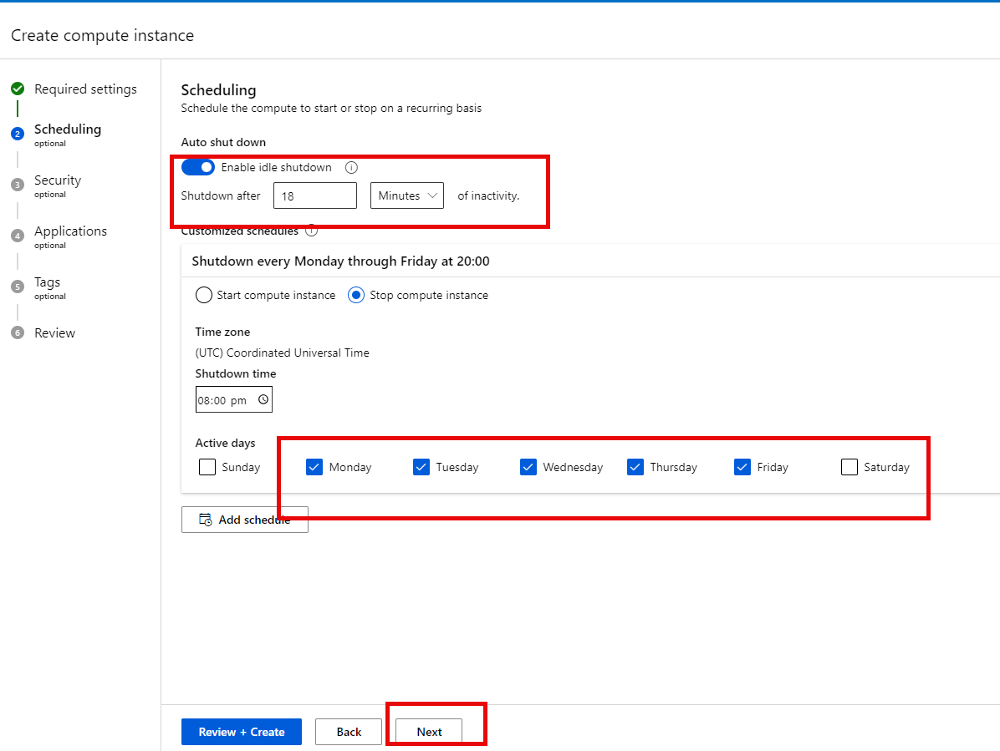 Create compute instance
Required settings
2 Scheduling
optional
3 Security
optional
4 Applications
optional
5 Tags
optional
6 Review
Scheduling
Schedule the compute to start or stop on a recurring basis
Auto shut down
Enable idle shutdown
Shutdown after 18 Minutes of inactivity.
Customized schedules
Shutdown every Monday through Friday at 20:00
Start compute instance Stop compute instance
Time zone
(UTC) Coordinated Universal Time
Shutdown time
08:00 pm
Active days
Sunday Monday Tuesday Wednesday Thursday Friday Saturday
Add schedule
Review + Create Back Next